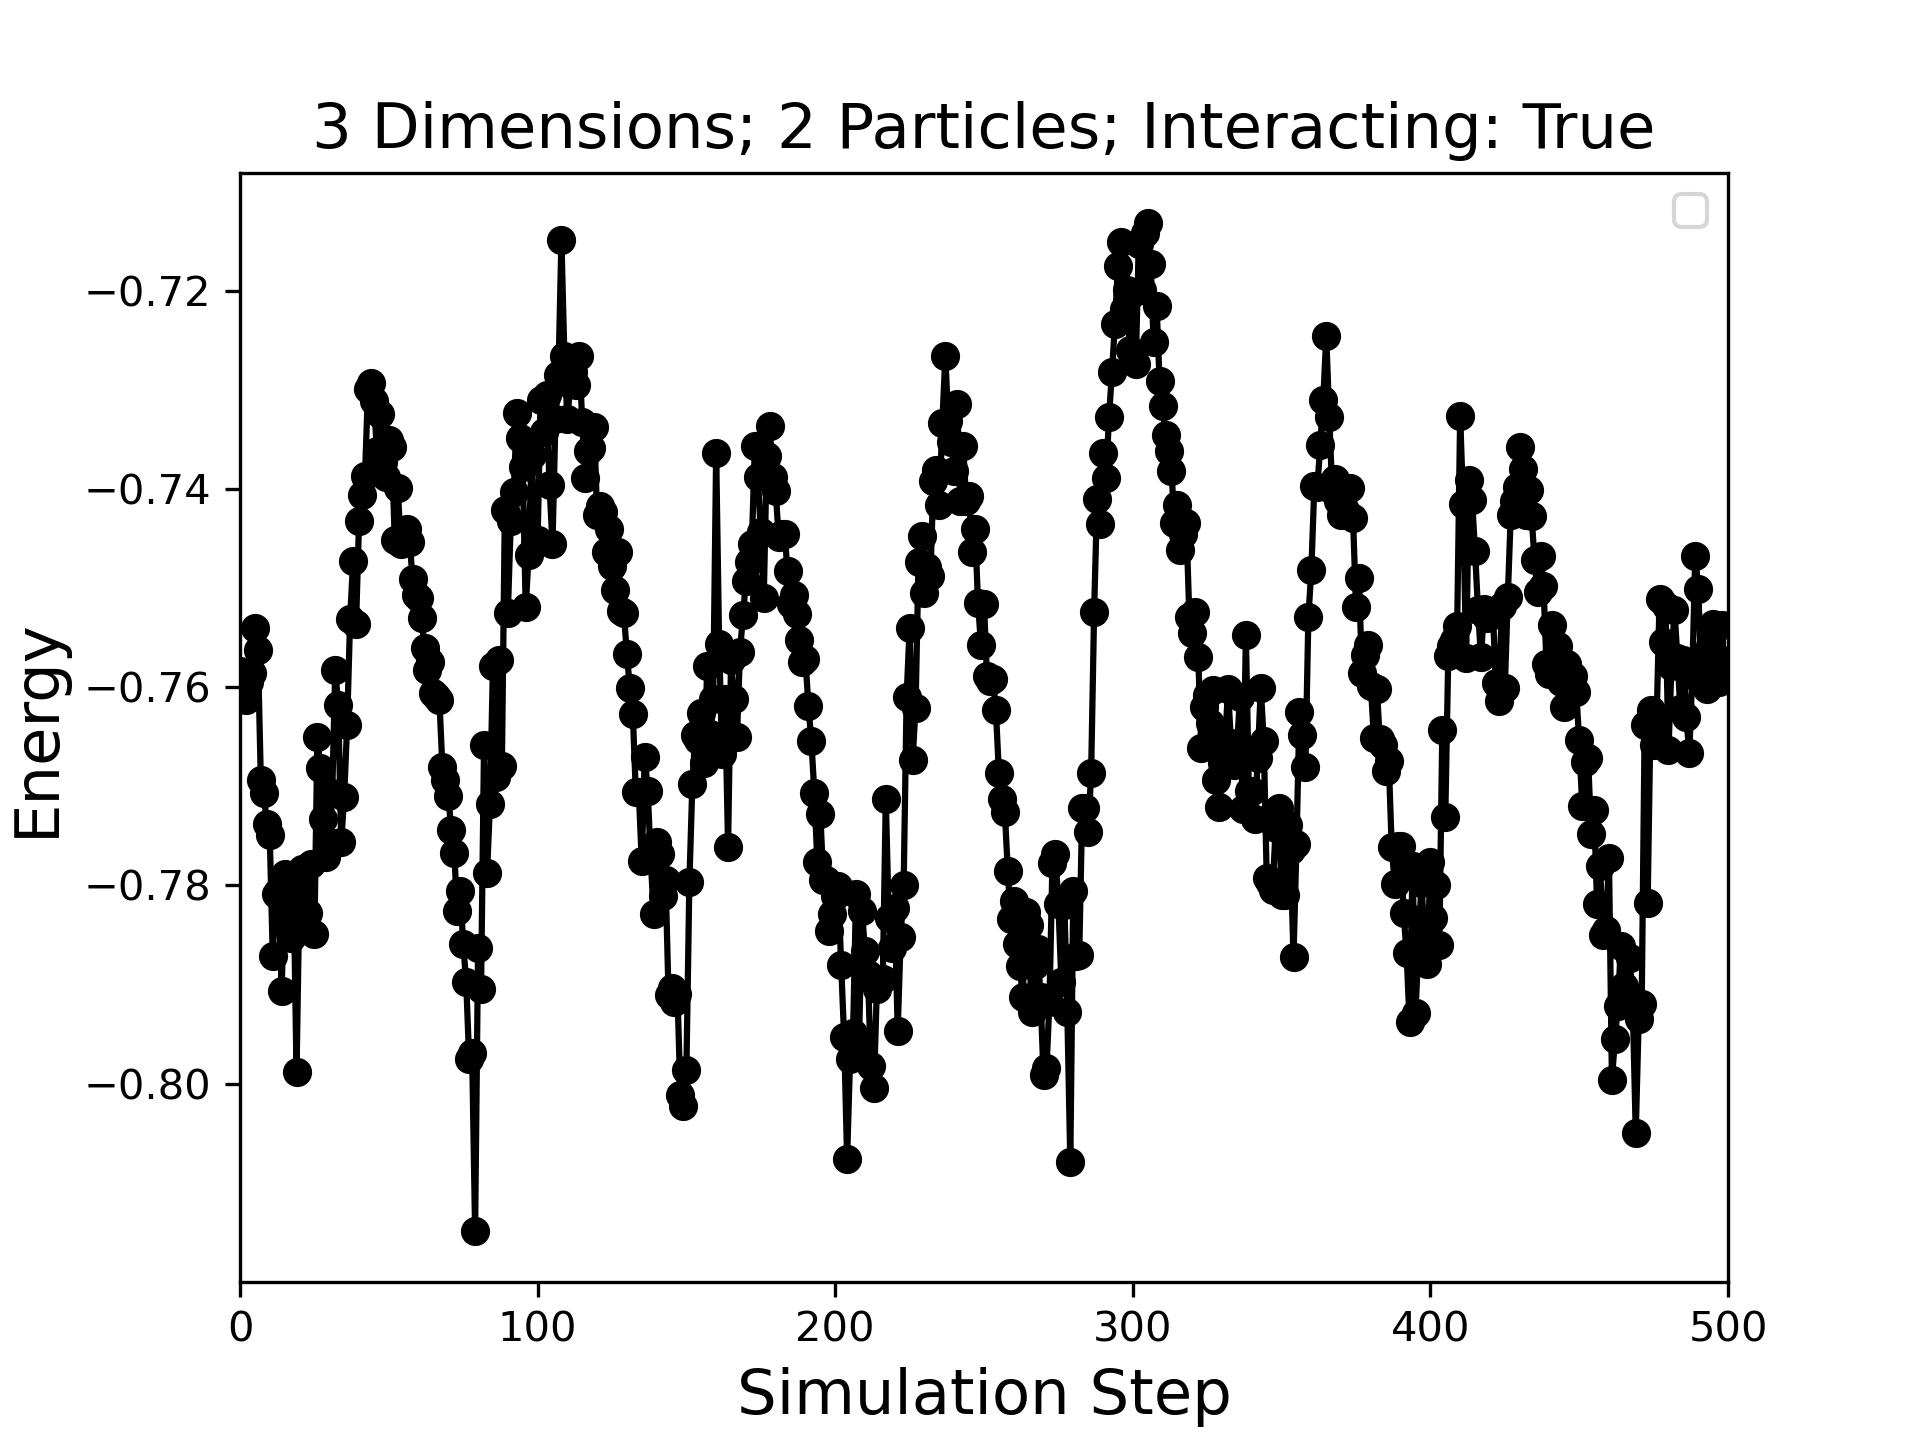 3 Dimensions; 2 Particles; Interacting: True
Energy
−0.72
−0.74
−0.76
−0.78
−0.80
0 100 200 300 400 500
Simulation Step